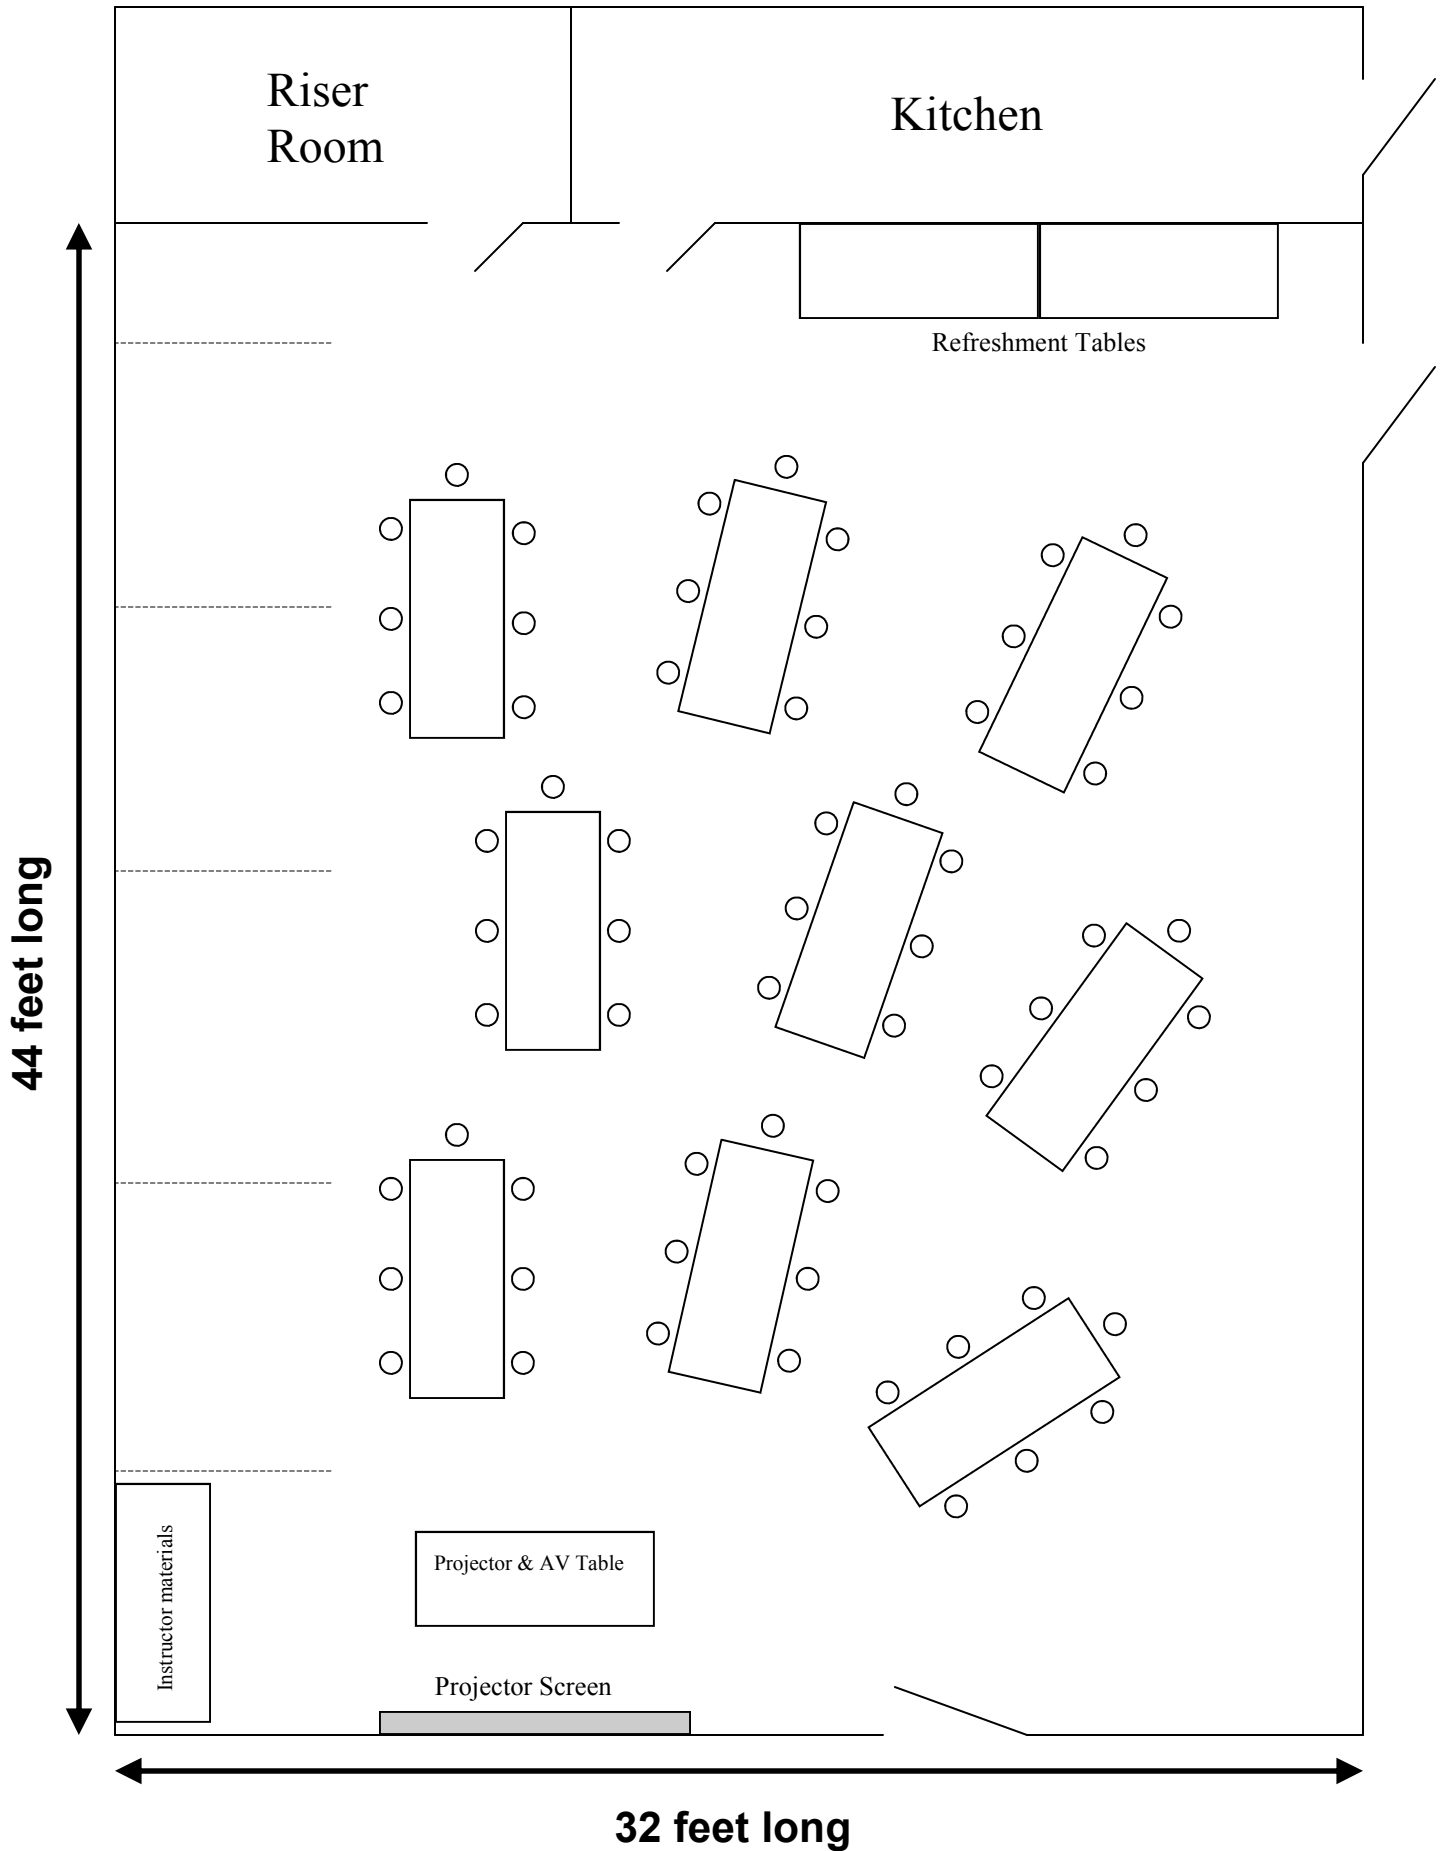 Riser
Room
Kitchen
Refreshment Tables
44 feet long
Instructor materials
Projector & AV Table
Projector Screen
32 feet long